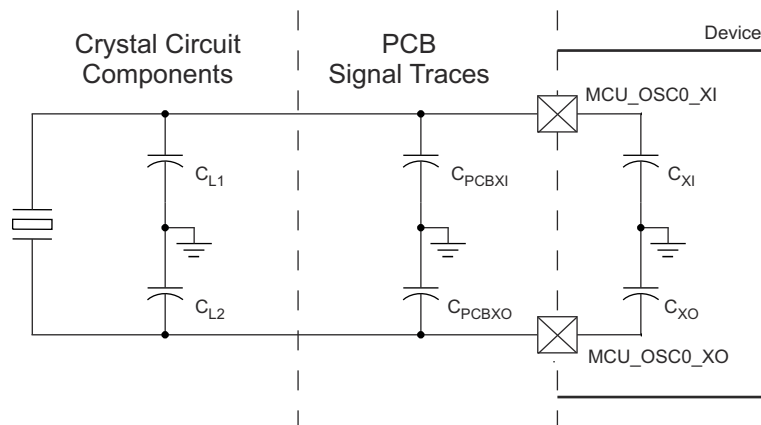 Crystal Circuit
Components
PCB
Signal Traces
Device
MCU_OSC0_XI
CL1
CPCBXI
CXI
CL2
CPCBXO
CXO
MCU_OSC0_XO